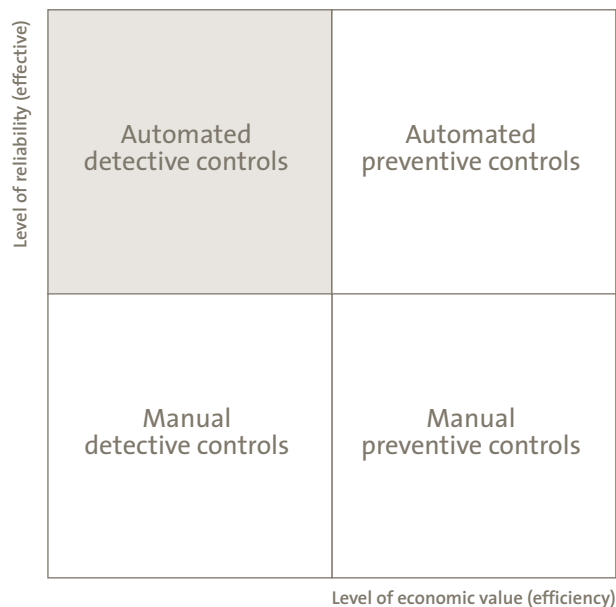 Level of reliability (effective)
Automated
detective controls
Automated
preventive controls
Manual
detective controls
Manual
preventive controls
Level of economic value (efficiency)